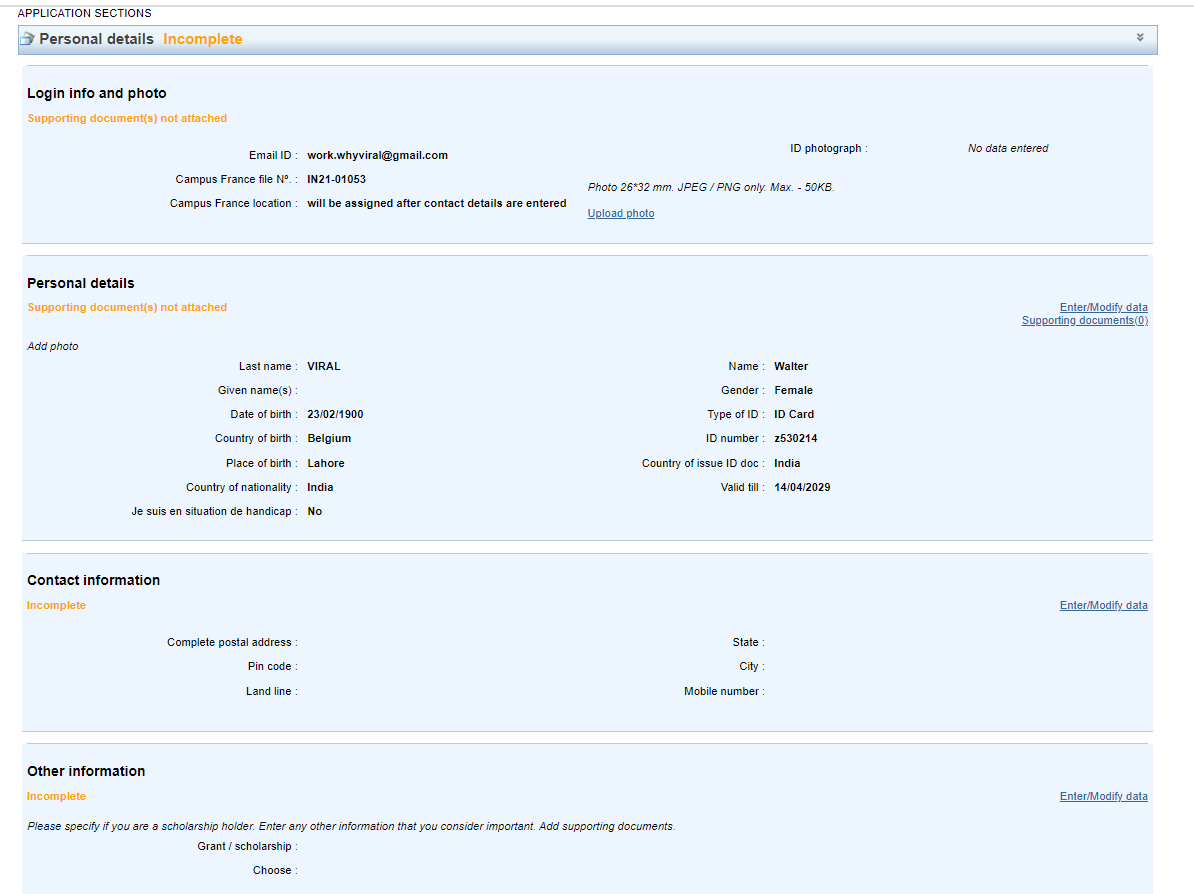 APPLICATION SECTIONS
Personal details Incomplete
Login info and photo
Supporting document(s) not attached
Email ID : work.whyviral@gmail.com
ID photograph : No data entered
Campus France file Nº. : IN21-01053
Photo 26*32 mm. JPEG / PNG only. Max. - 50KB.
Campus France location : will be assigned after contact details are entered
Upload photo
Personal details
Supporting document(s) not attached
Enter/Modify data
Supporting documents(0)
Add photo
Last name : VIRAL Name : Walter
Given name(s) : Gender : Female
Date of birth : 23/02/1900 Type of ID : ID Card
Country of birth : Belgium ID number : z530214
Place of birth : Lahore Country of issue ID doc : India
Country of nationality : India Valid till : 14/04/2029
Je suis en situation de handicap : No
Contact information
Incomplete Enter/Modify data
Complete postal address : State :
Pin code : City :
Land line : Mobile number :
Other information
Incomplete Enter/Modify data
Please specify if you are a scholarship holder. Enter any other information that you consider important. Add supporting documents.
Grant / scholarship :
Choose :